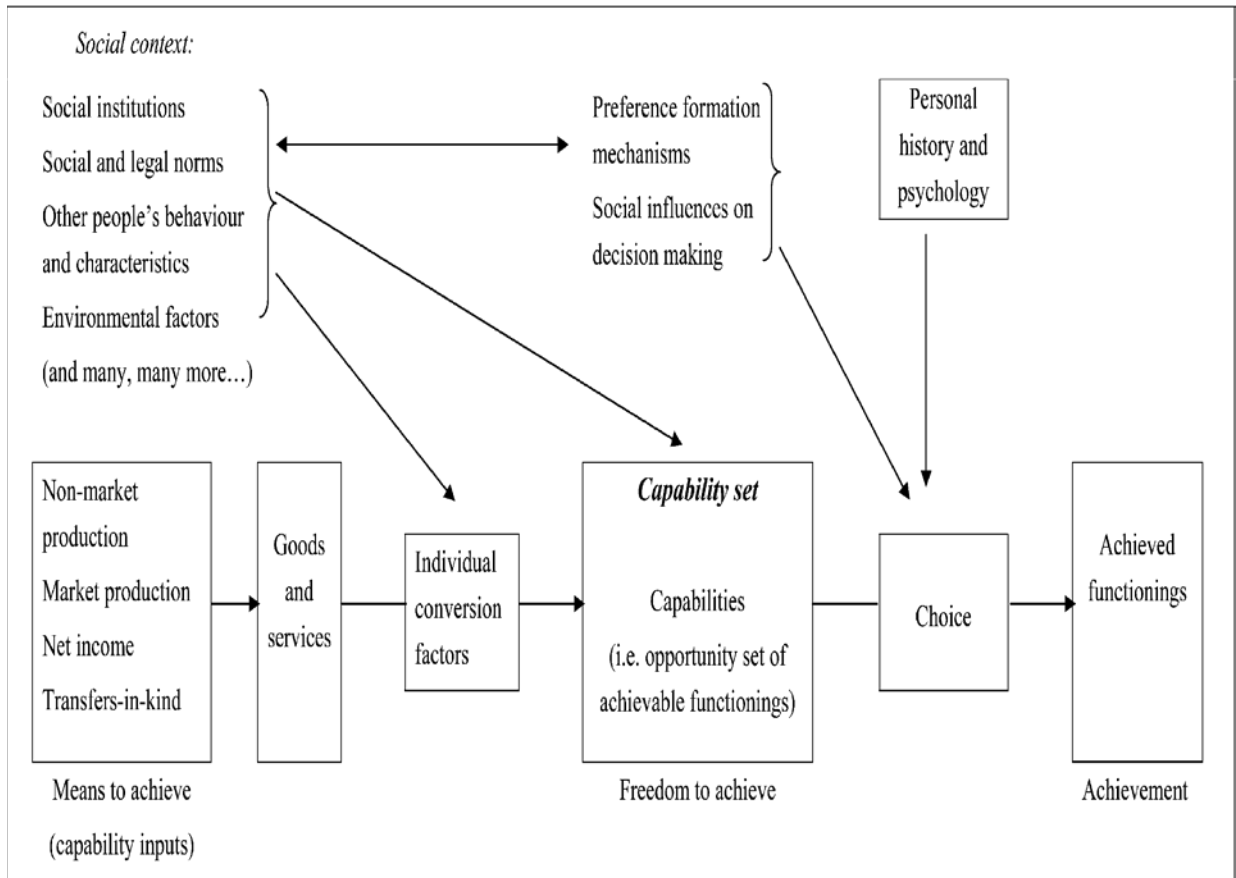 Social context:
Social institutions
Social and legal norms
Other people's behaviour
and characteristics
Environmental factors
(and many, many more…)
Preference formation
mechanisms
Social influences on
decision making
Personal
history and
psychology
Non-market
production
Market production
Net income
Transfers-in-kind
Goods
and
services
Individual
conversion
factors
Capability set
Capabilities
(i.e. opportunity set of
achievable functionings)
Choice
Achieved
functionings
Means to achieve
(capability inputs)
Freedom to achieve
Achievement